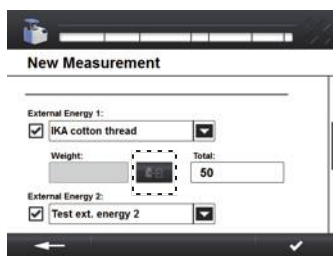 New Measurement
External Energy 1:
IKA cotton thread
Weight: Total:
50
External Energy 2:
Test ext. energy 2